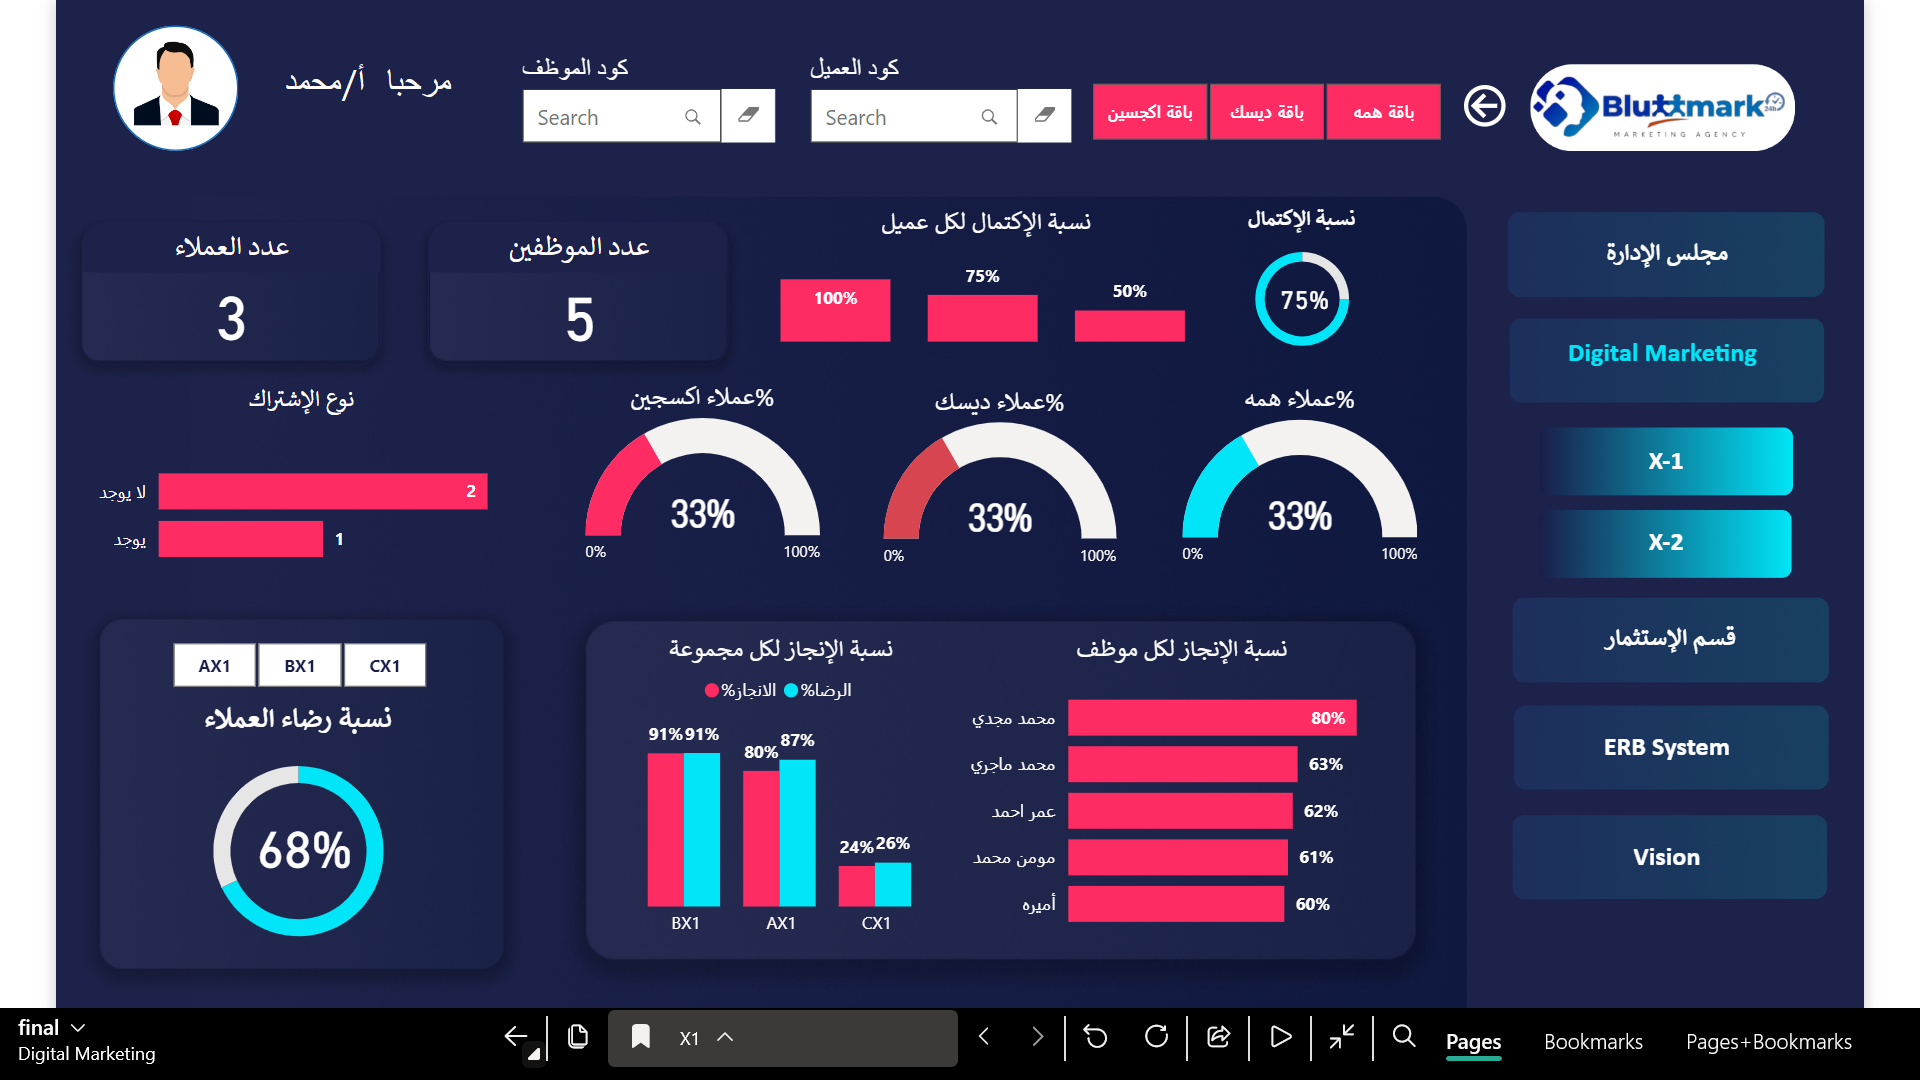 مرحبا أ/محمد
كود الموظف
Search
كود العميل
Search
باقة اكجسين
باقة ديسك
باقة همه
Bluttmark 24h
MARKETING AGENCY
عدد العملاء
3
عدد الموظفين
5
نسبة الإكتمال لكل عميل
100%
75%
50%
نسبة الإكتمال
75%
نوع الإشتراك
لا يوجد
2
يوجد
1
%عملاء اكسجين
33%
0%
100%
%عملاء ديسك
33%
0%
100%
%عملاء همه
33%
0%
100%
AX1
BX1
CX1
نسبة رضاء العملاء
68%
نسبة الإنجاز لكل مجموعة
%الانجاز
%الرضا
91%
91%
80%
87%
24%
26%
BX1
AX1
CX1
نسبة الإنجاز لكل موظف
محمد مجدي
80%
محمد ماجري
63%
عمر احمد
62%
مومن محمد
61%
أميره
60%
مجلس الإدارة
Digital Marketing
X-1
X-2
قسم الإستثمار
ERB System
Vision
final
Digital Marketing
X1
Pages
Bookmarks
Pages+Bookmarks